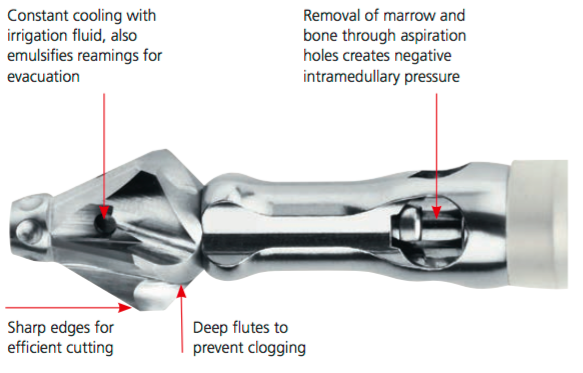 Constant cooling with
irrigation fluid, also
emulsifies reamings for
evacuation
Removal of marrow and
bone through aspiration
holes creates negative
intramedullary pressure
Sharp edges for
efficient cutting
Deep flutes to
prevent clogging